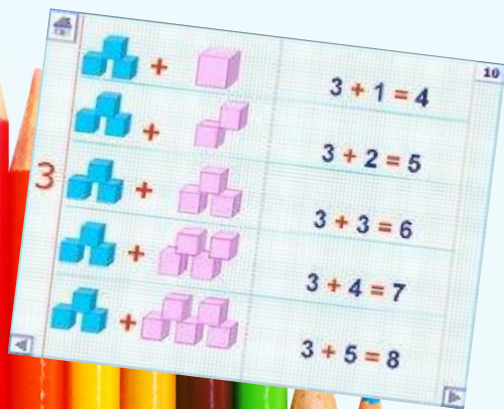 10
3 + 1 = 4
3 + 2 = 5
3
3 + 3 = 6
3 + 4 = 7
3 + 5 = 8